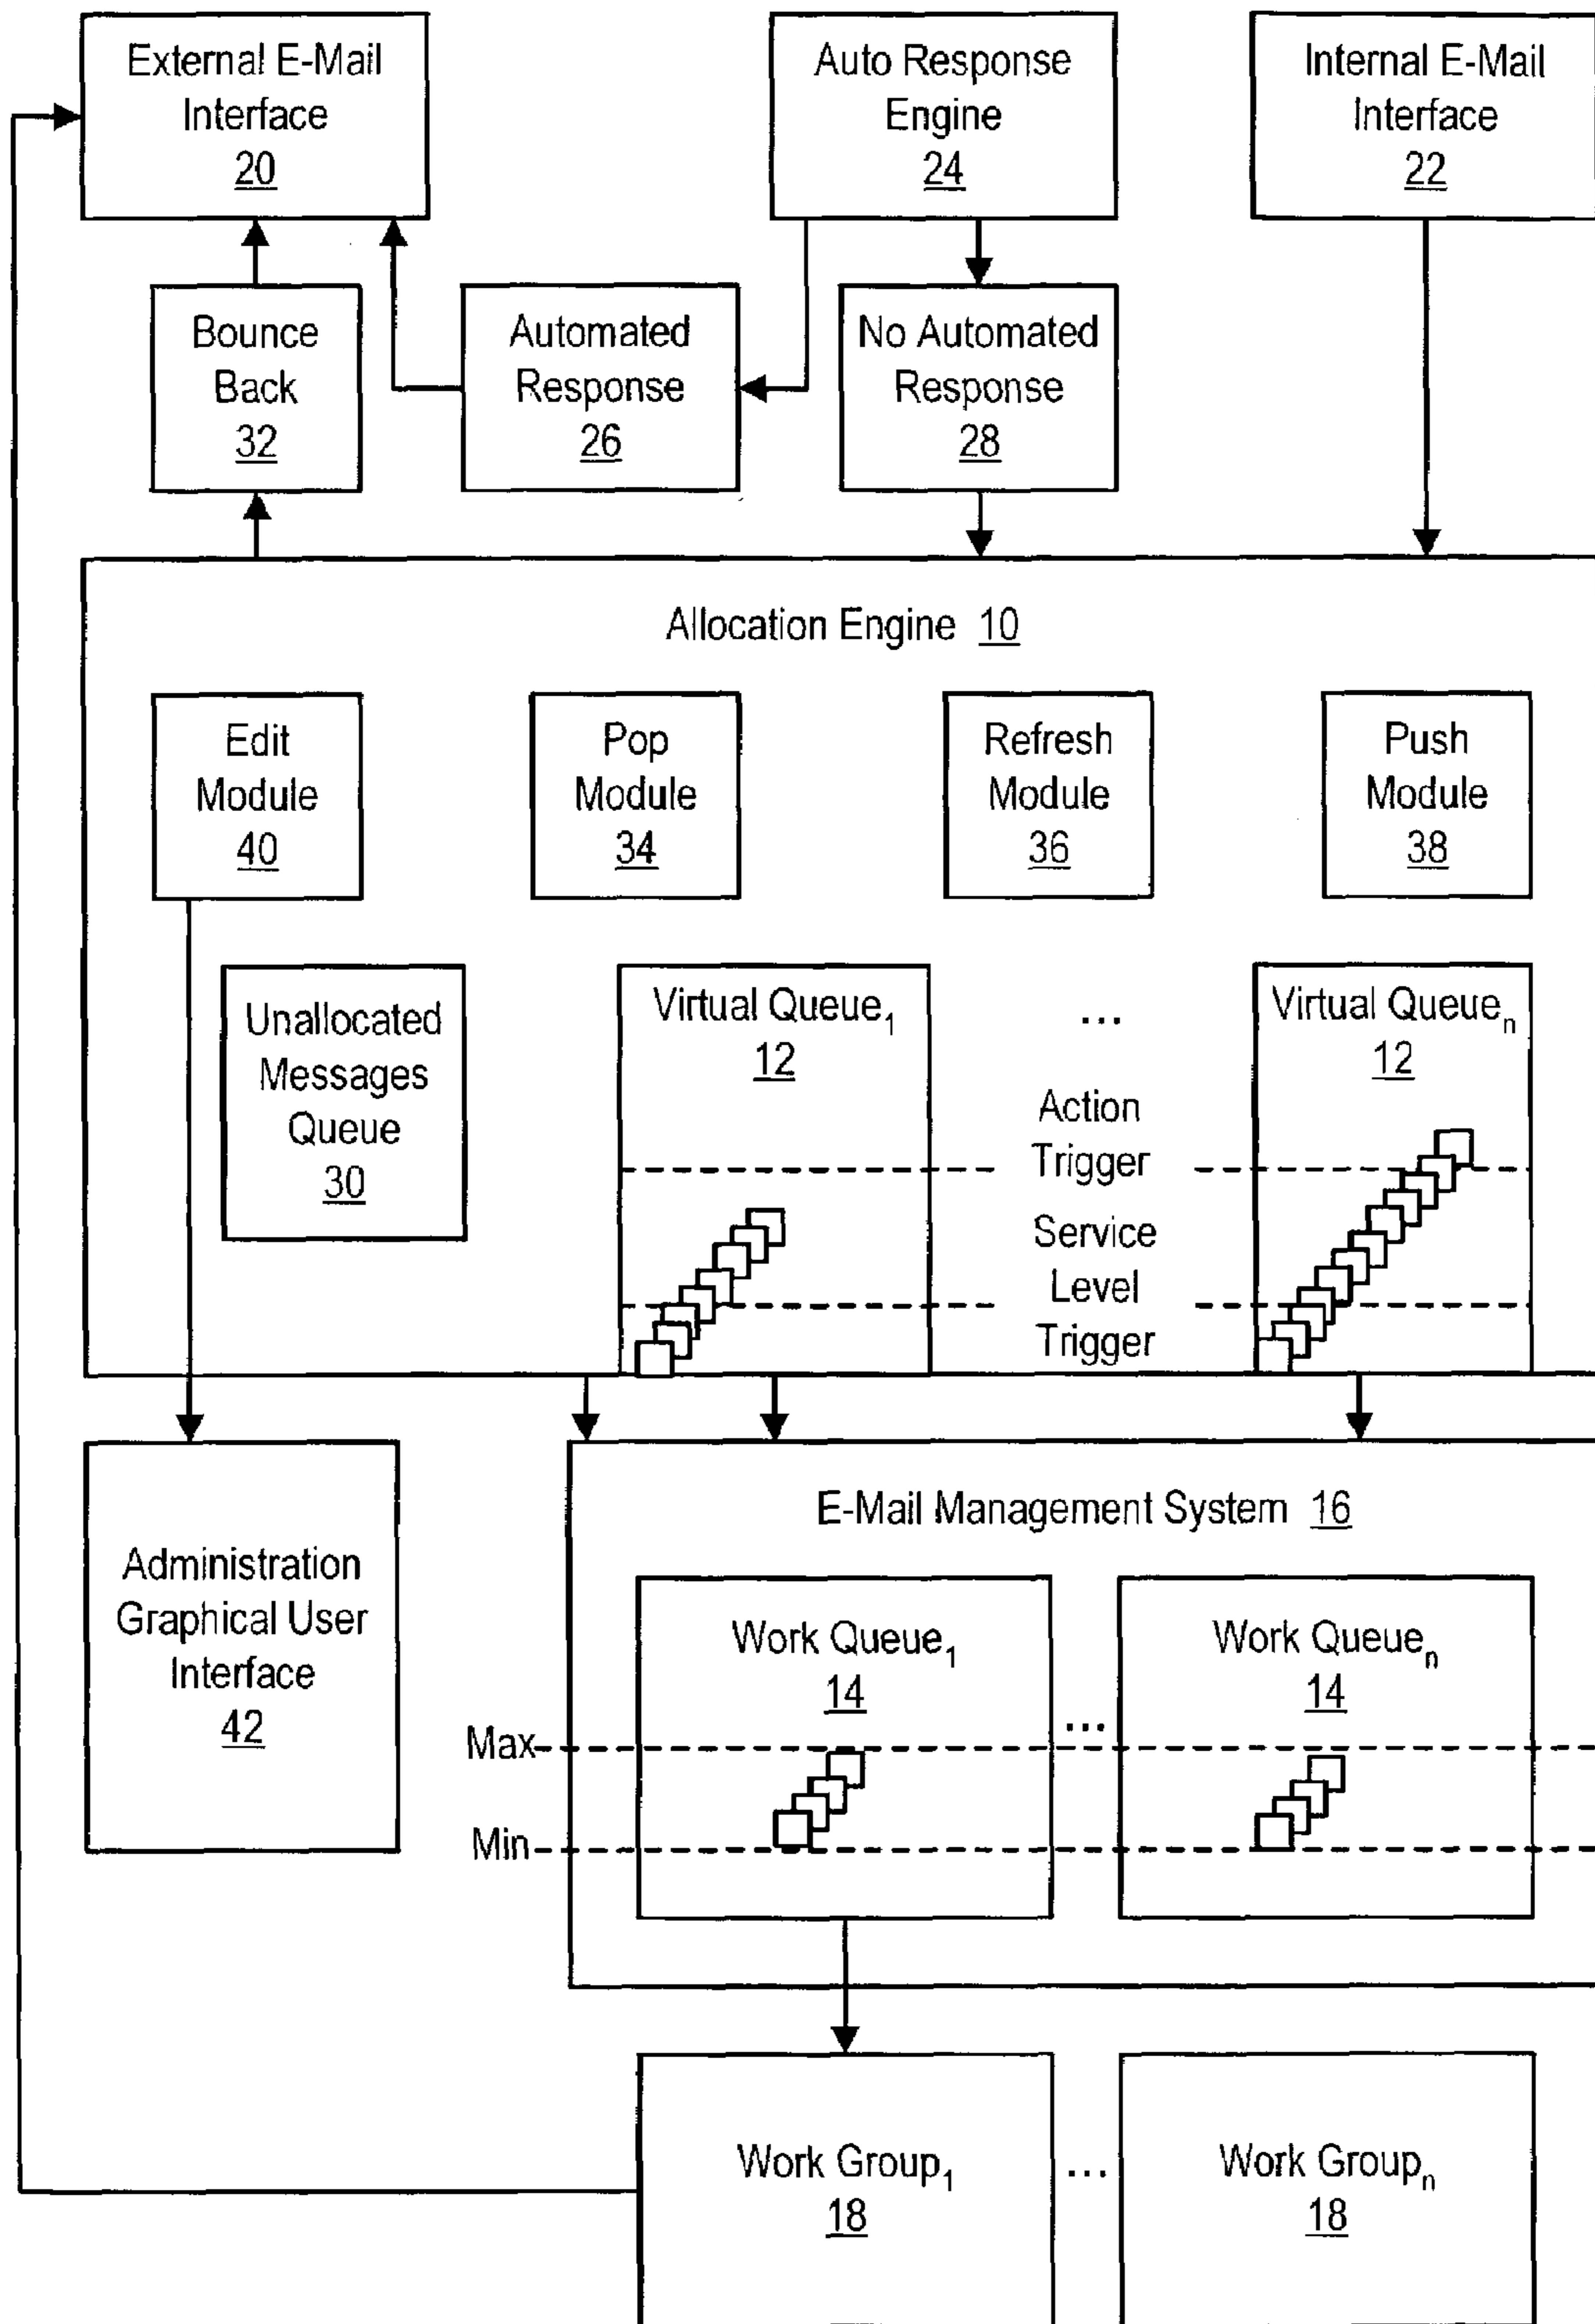 External E-Mail
Interface
20
Auto Response
Engine
24
Internal E-Mail
Interface
22
Bounce
Back
32
Automated
Response
26
No Automated
Response
28
Allocation Engine 10
Edit
Module
40
Pop
Module
34
Refresh
Module
36
Push
Module
38
Unallocated
Messages
Queue
30
Virtual Queue1
12
...
Virtual Queuen
12
Action
Trigger
Service
Level
Trigger
Administration
Graphical User
Interface
42
E-Mail Management System 16
Work Queue1
14
...
Work Queuen
14
Max
Min
Work Group1
18
...
Work Groupn
18